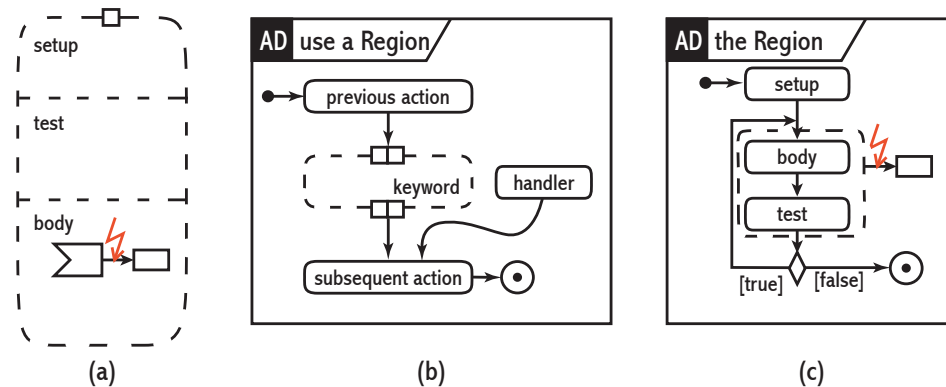 setup
test
body
(a)
AD use a Region
previous action
keyword
handler
subsequent action
(b)
AD the Region
setup
body
test
[true] [false]
(c)